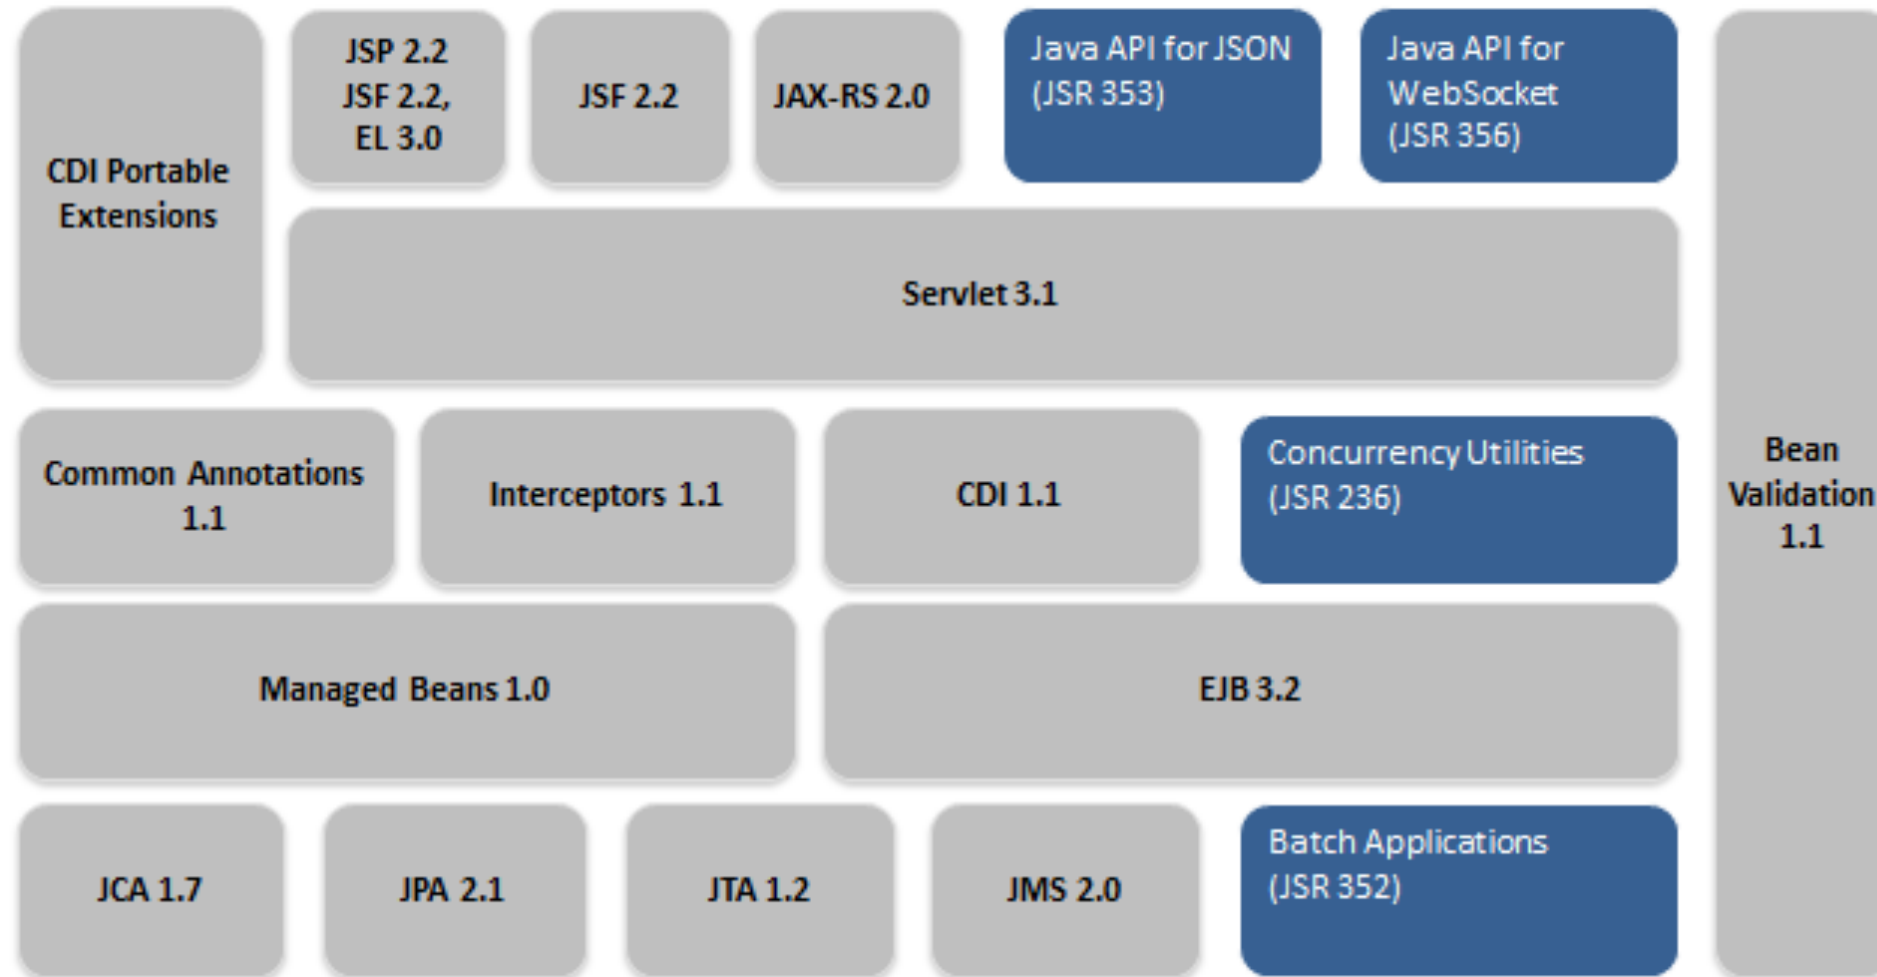 CDI Portable
Extensions
JSP 2.2
JSF 2.2,
EL 3.0
JSF 2.2
JAX-RS 2.0
Java API for JSON
(JSR 353)
Java API for
WebSocket
(JSR 356)
Servlet 3.1
Common Annotations
1.1
Interceptors 1.1
CDI 1.1
Concurrency Utilities
(JSR 236)
Bean
Validation
1.1
Managed Beans 1.0
EJB 3.2
JCA 1.7
JPA 2.1
JTA 1.2
JMS 2.0
Batch Applications
(JSR 352)